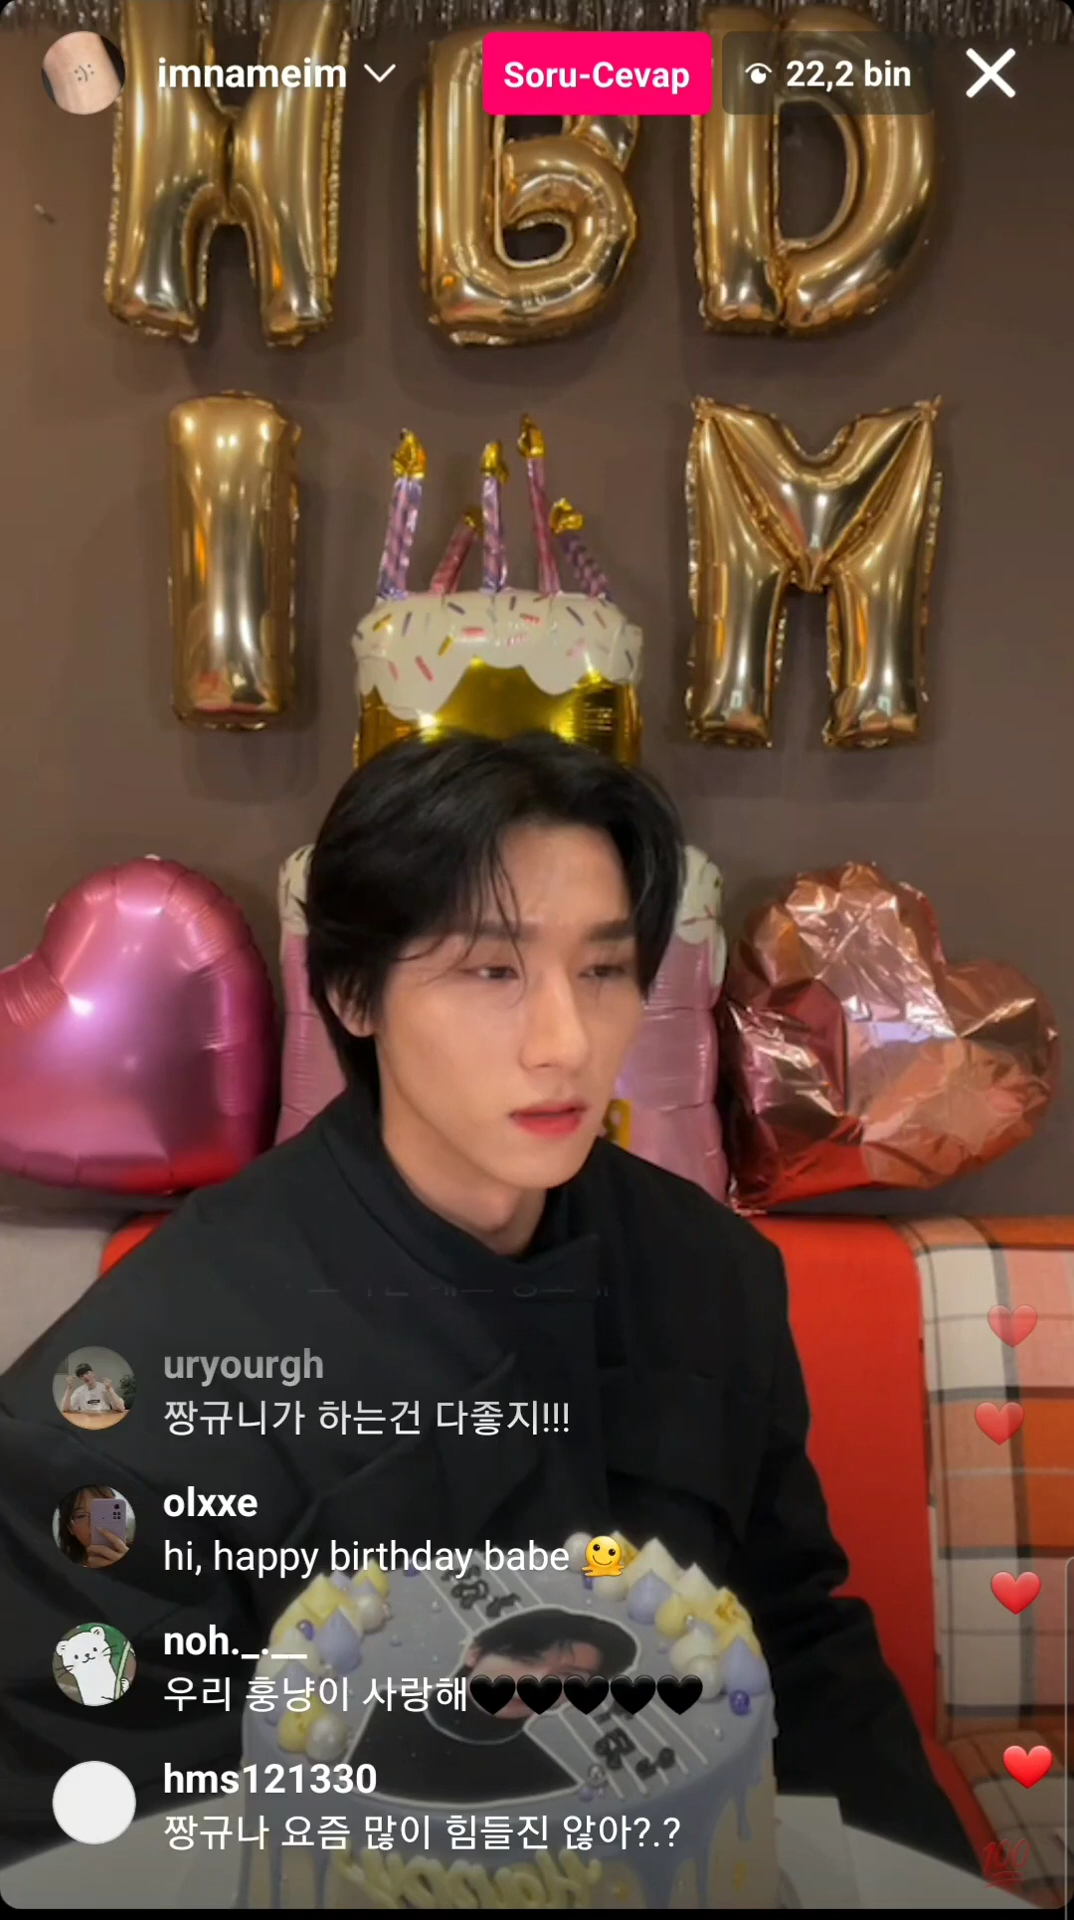 HBD
imnameim
Soru-Cevap
22,2 bin
I M
uryourgh
짱규니가 하는건 다좋지!!!
olxxe
hi, happy birthday babe 🫠
noh._.__
우리 훙냥이 사랑해🖤🖤🖤🖤🖤
hms121330
짱규나 요즘 많이 힘들진 않아?.?
💯